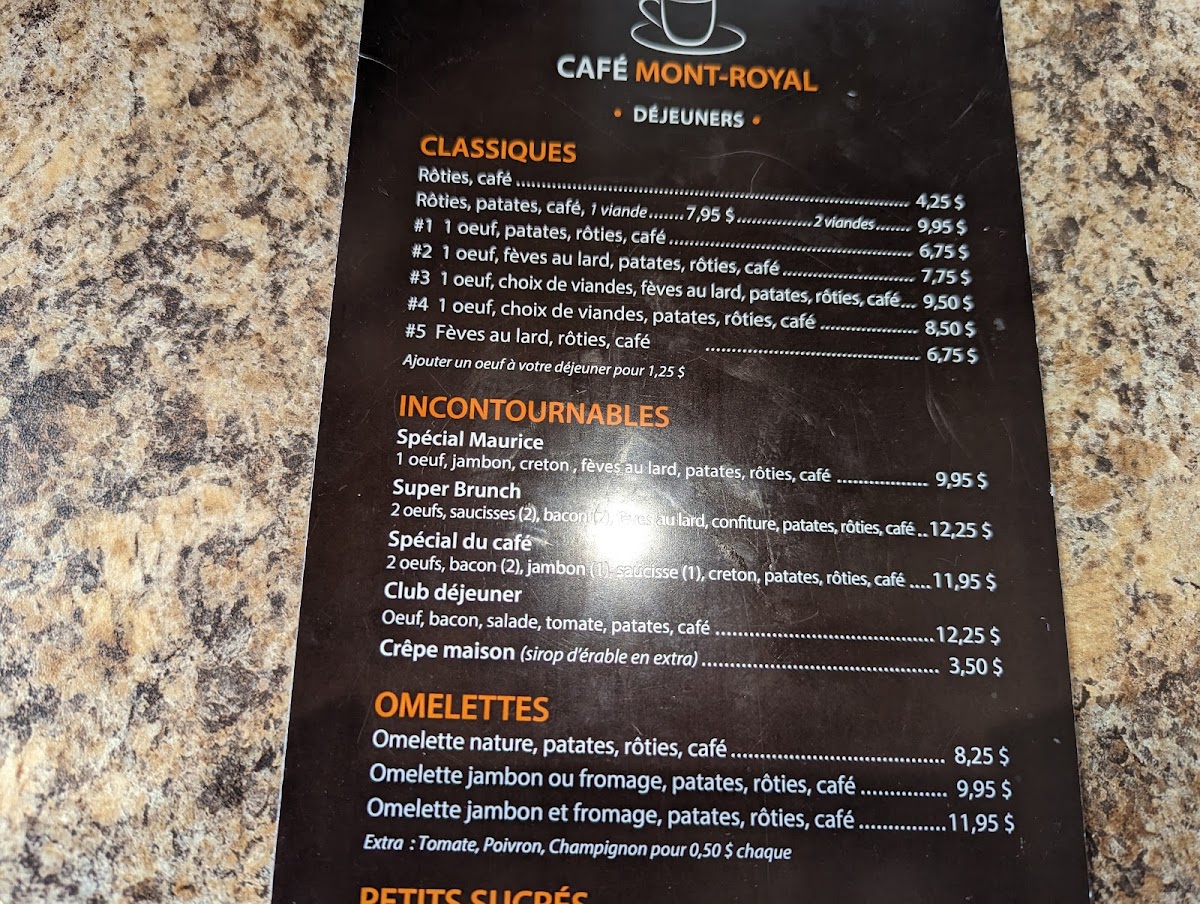 CAFÉ MONT-ROYAL
• DÉJEUNERS •
CLASSIQUES
Rôties, café ........ 4,25 $
Rôties, patates, café, 1 viande.......7,95 $........2 viandes....... 9,95 $
#1 1 oeuf, patates, rôties, café ........ 6,75 $
#2 1 oeuf, fèves au lard, patates, rôties, café ........ 7,75 $
#3 1 oeuf, choix de viandes, fèves au lard, patates, rôties, café... 9,50 $
#4 1 oeuf, choix de viandes, patates, rôties, café ........ 8,50 $
#5 Fèves au lard, rôties, café ........ 6,75 $
Ajouter un oeuf à votre déjeuner pour 1,25 $
INCONTOURNABLES
Spécial Maurice
1 oeuf, jambon, creton , fèves au lard, patates, rôties, café ........ 9,95 $
Super Brunch
2 oeufs, saucisses (2), bacon au lard, confiture, patates, rôties, café ..12,25 $
Spécial du café
2 oeufs, bacon (2), jambon (1), saucisse (1), creton, patates, rôties, café ....11,95 $
Club déjeuner
Oeuf, bacon, salade, tomate, patates, café ........12,25 $
Crêpe maison (sirop d'érable en extra) ........ 3,50 $
OMELETTES
Omelette nature, patates, rôties, café ........ 8,25 $
Omelette jambon ou fromage, patates, rôties, café ........ 9,95 $
Omelette jambon et fromage, patates, rôties, café ........11,95 $
Extra : Tomate, Poivron, Champignon pour 0,50 $ chaque
PETITS SUCRÉS